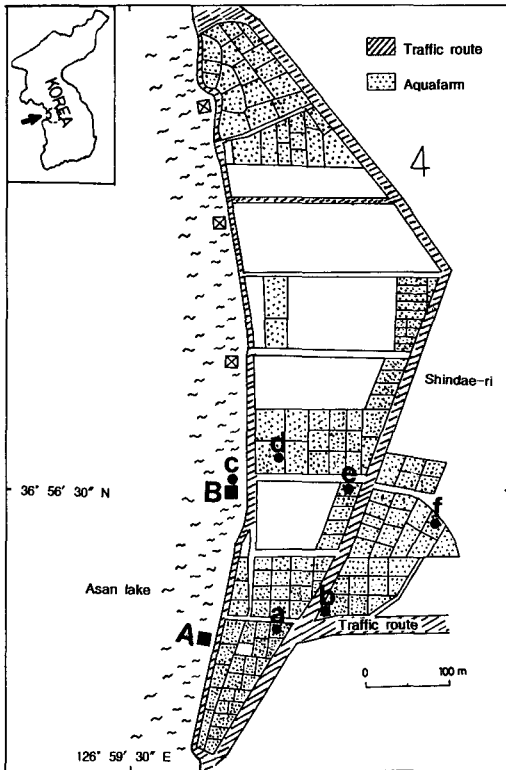 KOREA
Traffic route
Aquafarm
4
Shindae-ri
d
c
e
B
36° 56′ 30″ N
f
Asan lake
b
a
A
Traffic route
0 100 m
126° 59′ 30″ E